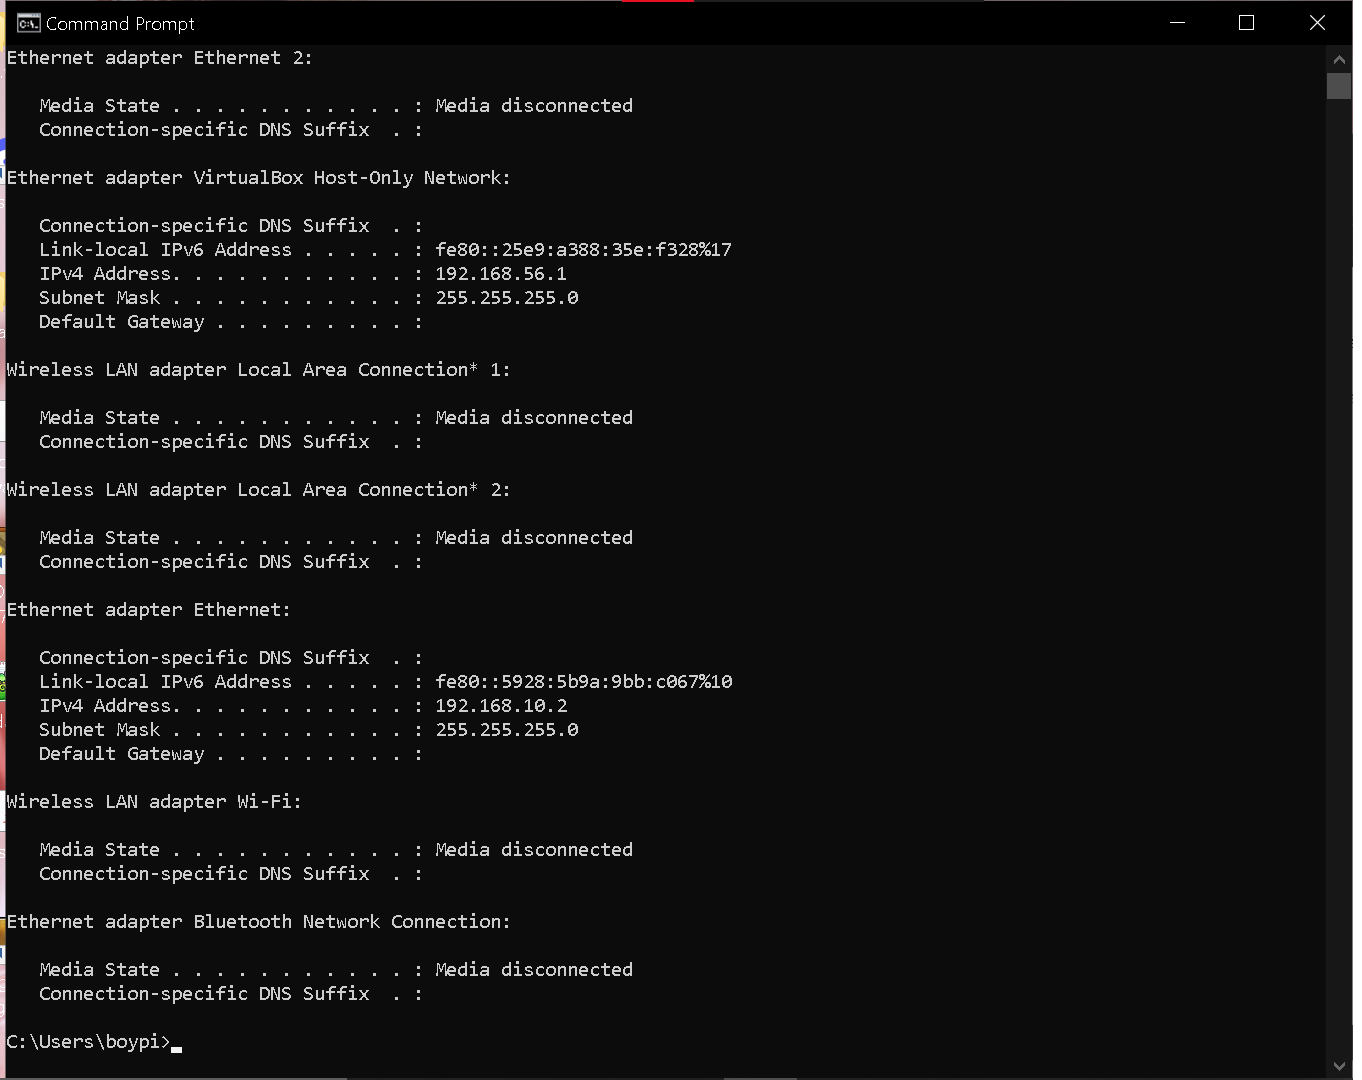 Command Prompt
Ethernet adapter Ethernet 2:
Media State . . . . . . . . . . . : Media disconnected
Connection-specific DNS Suffix  . :
Ethernet adapter VirtualBox Host-Only Network:
Connection-specific DNS Suffix  . :
Link-local IPv6 Address . . . . . : fe80::25e9:a388:35e:f328%17
IPv4 Address. . . . . . . . . . . : 192.168.56.1
Subnet Mask . . . . . . . . . . . : 255.255.255.0
Default Gateway . . . . . . . . . :
Wireless LAN adapter Local Area Connection* 1:
Media State . . . . . . . . . . . : Media disconnected
Connection-specific DNS Suffix  . :
Wireless LAN adapter Local Area Connection* 2:
Media State . . . . . . . . . . . : Media disconnected
Connection-specific DNS Suffix  . :
Ethernet adapter Ethernet:
Connection-specific DNS Suffix  . :
Link-local IPv6 Address . . . . . : fe80::5928:5b9a:9bb:c067%10
IPv4 Address. . . . . . . . . . . : 192.168.10.2
Subnet Mask . . . . . . . . . . . : 255.255.255.0
Default Gateway . . . . . . . . . :
Wireless LAN adapter Wi-Fi:
Media State . . . . . . . . . . . : Media disconnected
Connection-specific DNS Suffix  . :
Ethernet adapter Bluetooth Network Connection:
Media State . . . . . . . . . . . : Media disconnected
Connection-specific DNS Suffix  . :
C:\Users\boypi>